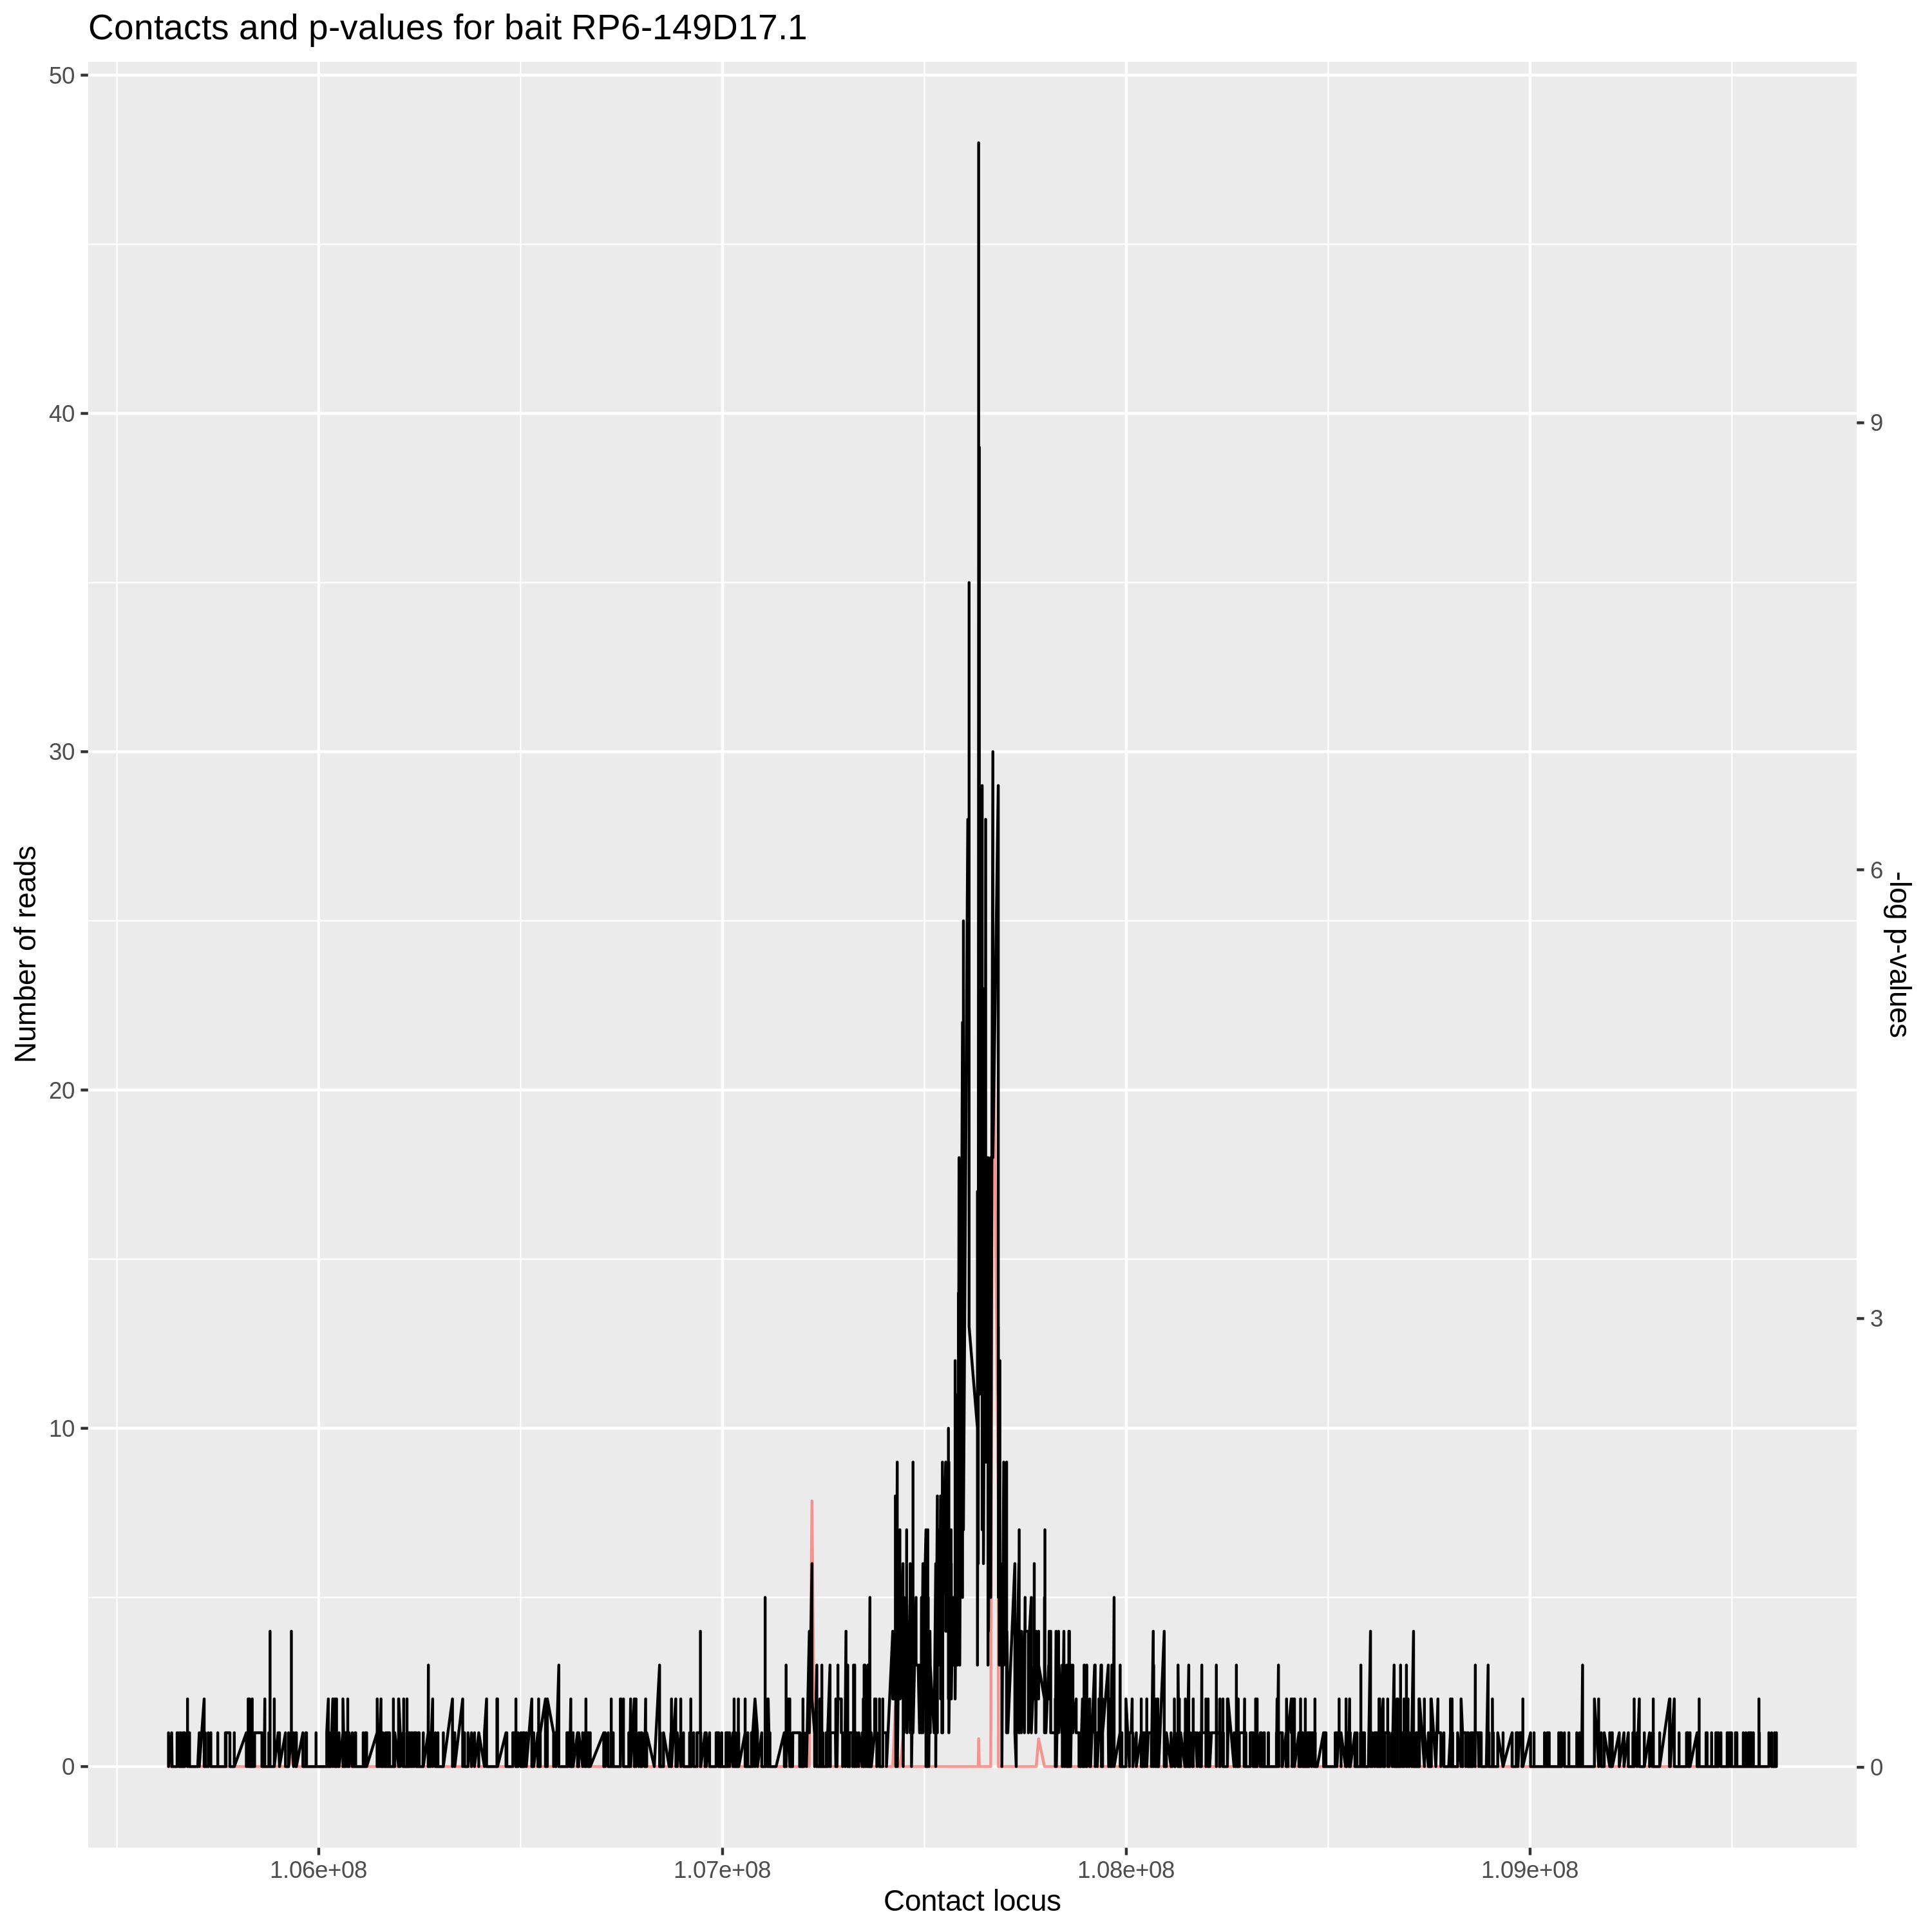 Contacts and p-values for bait RP6-149D17.1
50
40
30
20
10
0
Number of reads
9
6
3
0
-log p-values
1.06e+08
1.07e+08
1.08e+08
1.09e+08
Contact locus